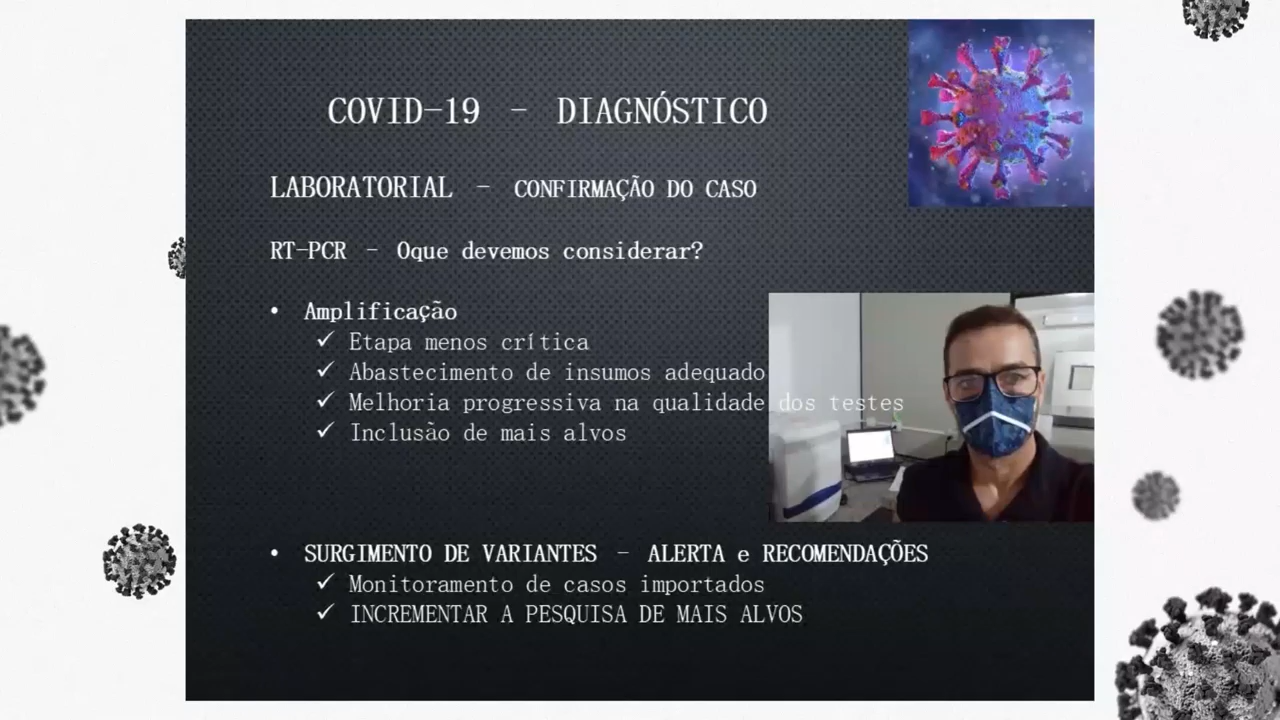 COVID-19 - DIAGNÓSTICO
LABORATORIAL - CONFIRMAÇÃO DO CASO
RT-PCR - Oque devemos considerar?
• Amplificação
✓ Etapa menos crítica
✓ Abastecimento de insumos adequado
✓ Melhoria progressiva na qualidade dos testes
✓ Inclusão de mais alvos
• SURGIMENTO DE VARIANTES - ALERTA e RECOMENDAÇÕES
✓ Monitoramento de casos importados
✓ INCREMENTAR A PESQUISA DE MAIS ALVOS